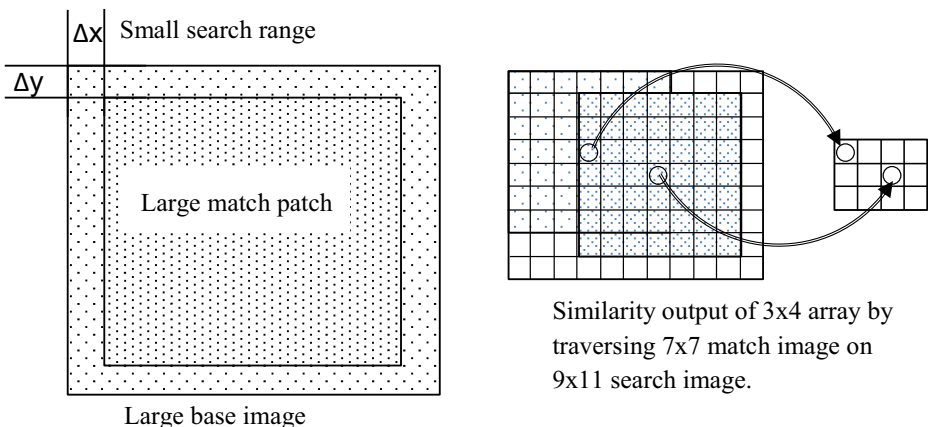 Δx Small search range
Δy
Large match patch
Large base image
Similarity output of 3x4 array by
traversing 7x7 match image on
9x11 search image.